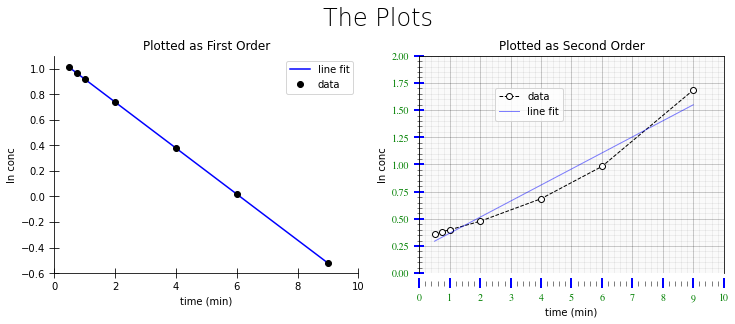 The Plots
Plotted as First Order
line fit
data
1.0
0.8
0.6
0.4
0.2
0.0
−0.2
−0.4
−0.6
ln conc
0 2 4 6 8 10
time (min)
Plotted as Second Order
data
line fit
2.00
1.75
1.50
1.25
1.00
0.75
0.50
0.25
0.00
ln conc
0 1 2 3 4 5 6 7 8 9 10
time (min)